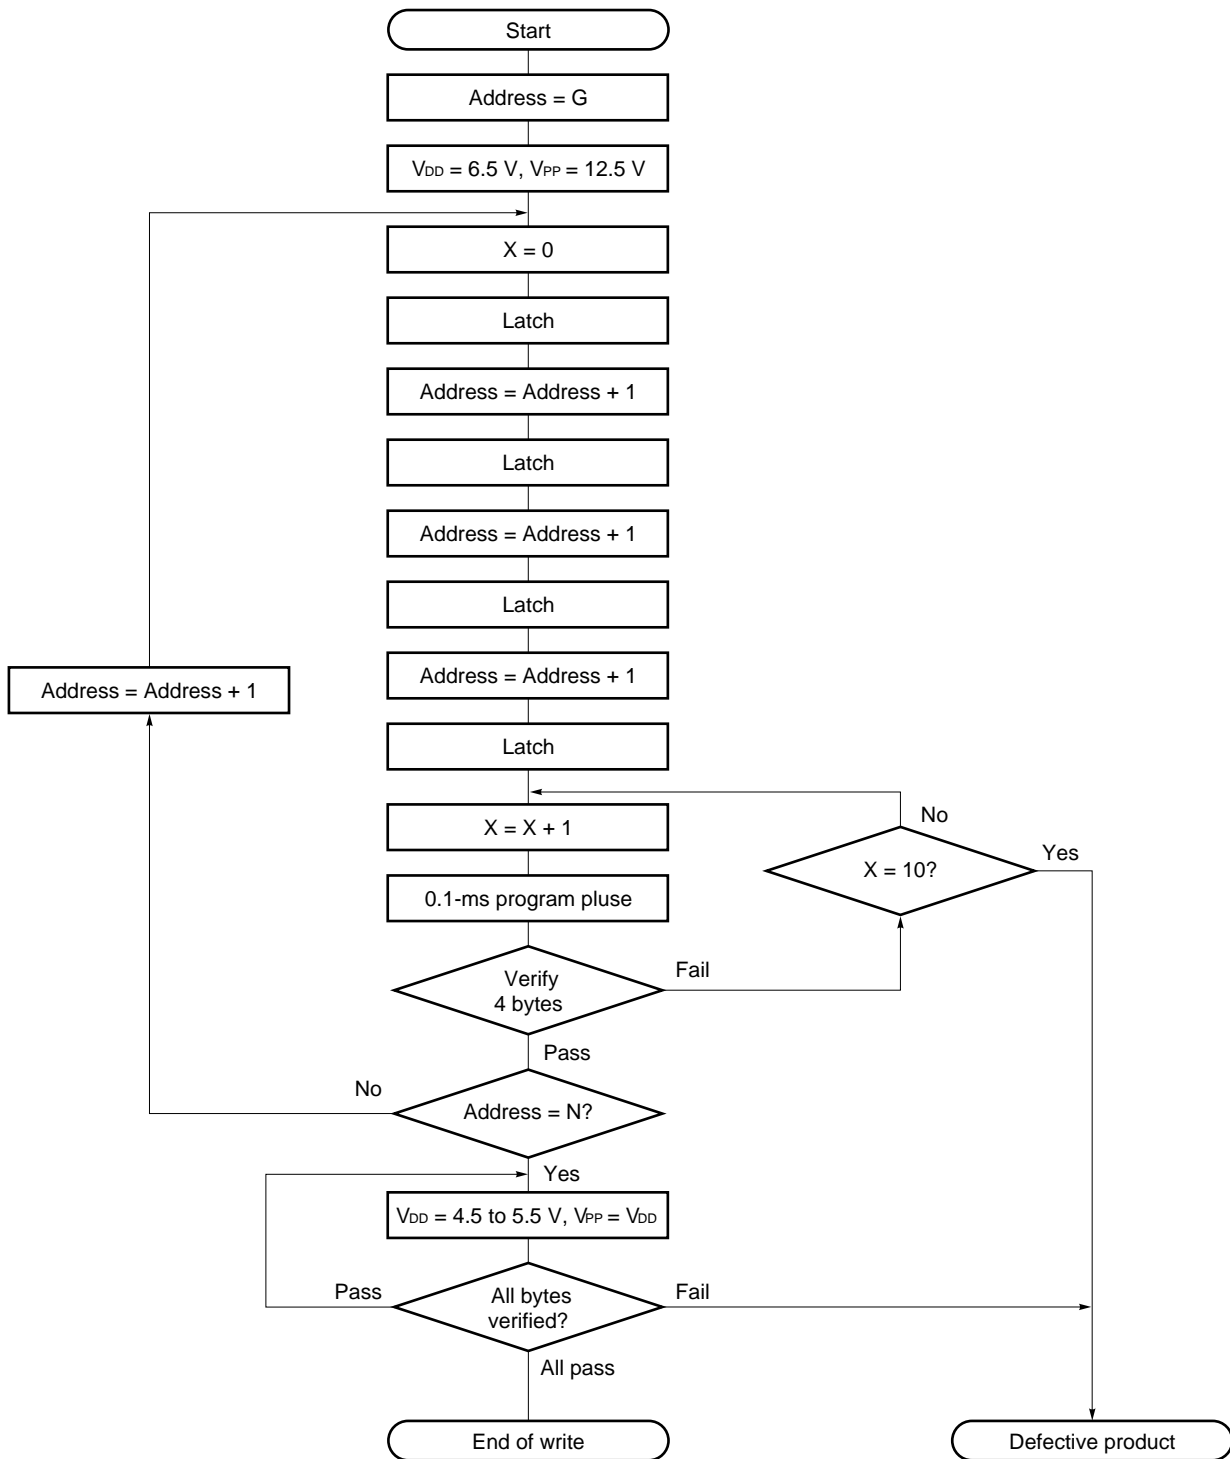 Start
Address = G
VDD = 6.5 V, VPP = 12.5 V
X = 0
Latch
Address = Address + 1
Latch
Address = Address + 1
Latch
Address = Address + 1
Address = Address + 1
Latch
X = X + 1
No
X = 10?
Yes
0.1-ms program pluse
Verify
4 bytes
Fail
Pass
No
Address = N?
Yes
VDD = 4.5 to 5.5 V, VPP = VDD
Pass
All bytes
verified?
Fail
All pass
End of write
Defective product